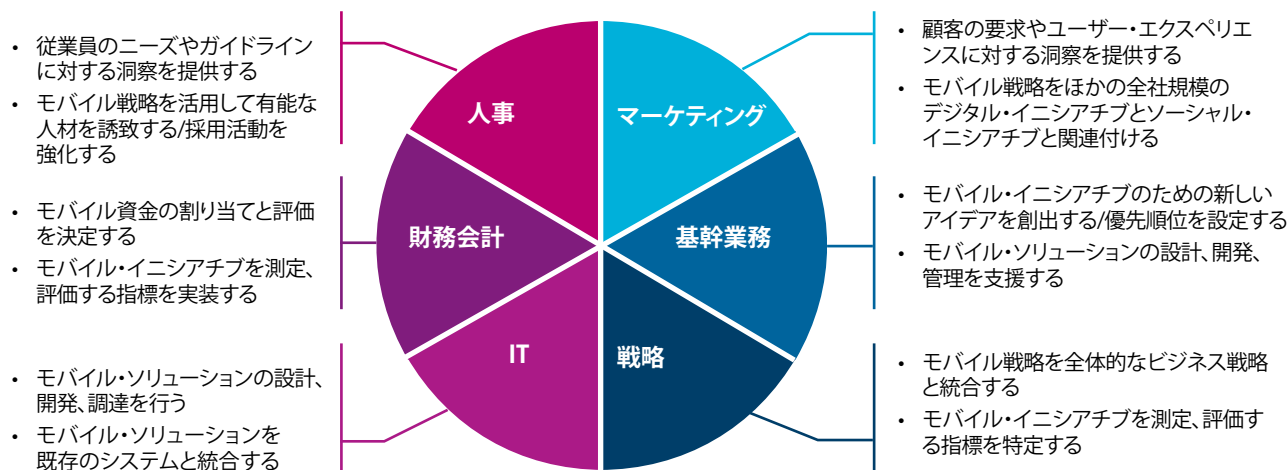 • 従業員のニーズやガイドライン
に対する洞察を提供する
• モバイル戦略を活用して有能な
人材を誘致する/採用活動を
強化する
人事
マーケティング
• 顧客の要求やユーザー・エクスペリエ
ンスに対する洞察を提供する
• モバイル戦略をほかの全社規模の
デジタル・イニシアチブとソーシャル・
イニシアチブと関連付ける
• モバイル資金の割り当てと評価
を決定する
• モバイル・イニシアチブを測定、
評価する指標を実装する
財務会計
基幹業務
• モバイル・イニシアチブのための新しい
アイデアを創出する/優先順位を設定する
• モバイル・ソリューションの設計、開発、
管理を支援する
• モバイル・ソリューションの設計、
開発、調達を行う
• モバイル・ソリューションを
既存のシステムと統合する
IT
戦略
• モバイル戦略を全体的なビジネス戦略
と統合する
• モバイル・イニシアチブを測定、評価す
る指標を特定する